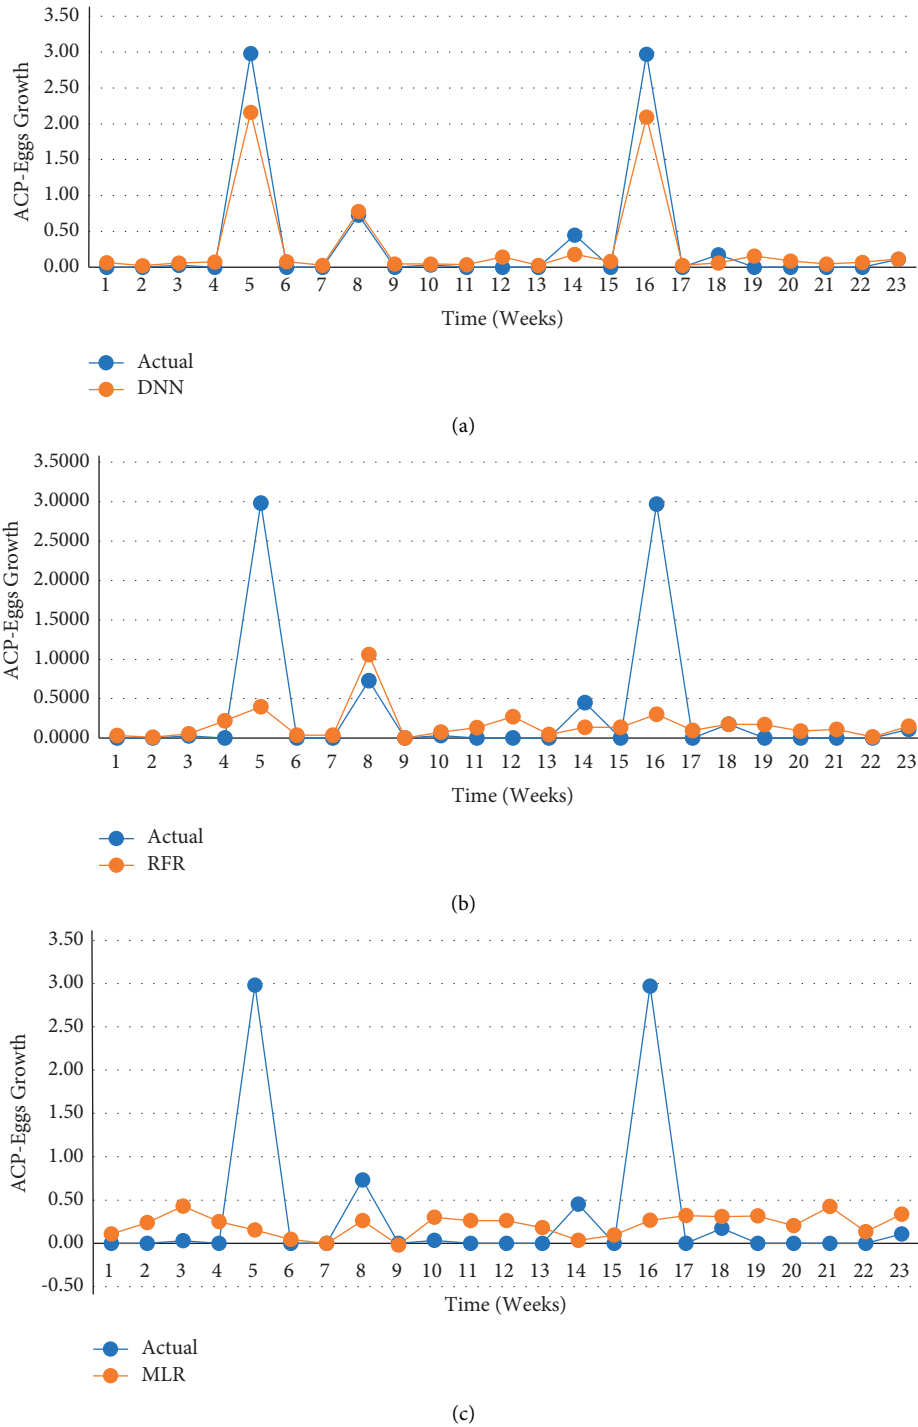 3.50
3.00
2.50
2.00
1.50
1.00
0.50
0.00
ACP-Eggs Growth
1 2 3 4 5 6 7 8 9 10 11 12 13 14 15 16 17 18 19 20 21 22 23
Time (Weeks)
Actual
DNN
(a)
3.5000
3.0000
2.5000
2.0000
1.5000
1.0000
0.5000
0.0000
ACP-Eggs Growth
1 2 3 4 5 6 7 8 9 10 11 12 13 14 15 16 17 18 19 20 21 22 23
Time (Weeks)
Actual
RFR
(b)
3.50
3.00
2.50
2.00
1.50
1.00
0.50
0.00
−0.50
ACP-Eggs Growth
1 2 3 4 5 6 7 8 9 10 11 12 13 14 15 16 17 18 19 20 21 22 23
Time (Weeks)
Actual
MLR
(c)